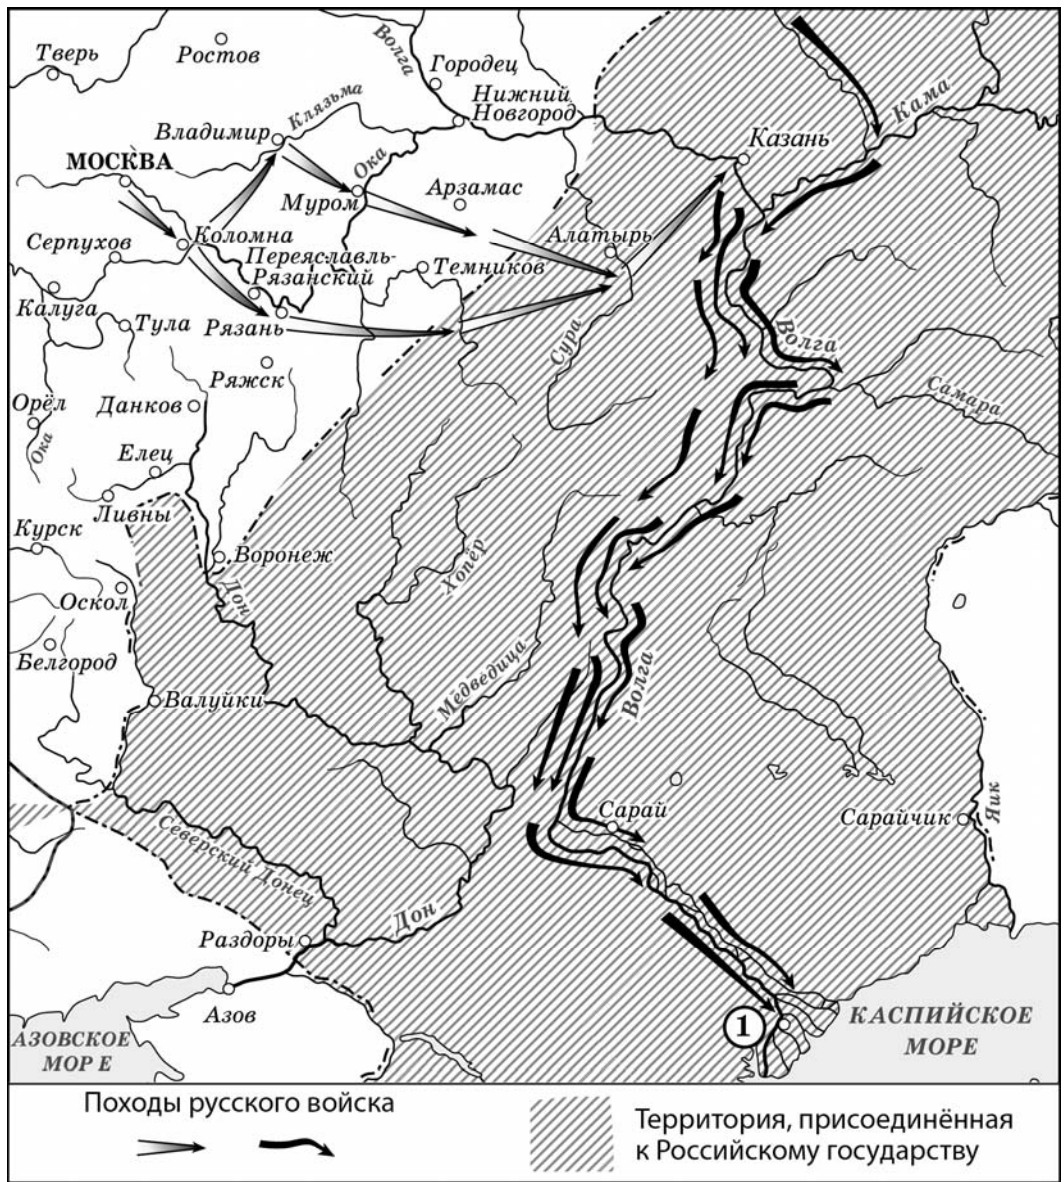 Тверь
Ростов
Волга
Городец
Нижний
Новгород
Кама
Казань
Клязьма
Владимир
Ока
МОСКВА
Муром
Арзамас
Серпухов
Коломна
Переяславль-
Рязанский
Алатырь
Темников
Калуга
Тула
Рязань
Сура
Волга
Ряжск
Самара
Орёл
Данков
Ока
Елец
Ливны
Курск
Воронеж
Хопёр
Дон
Оскол
Белгород
Медведица
Волга
Валуйки
Сарай
Сарайчик
Яик
Северский Донец
Дон
Раздоры
Азов
1
АЗОВСКОЕ
МОРЕ
КАСПИЙСКОЕ
МОРЕ
Походы русского войска
Территория, присоединённая
к Российскому государству